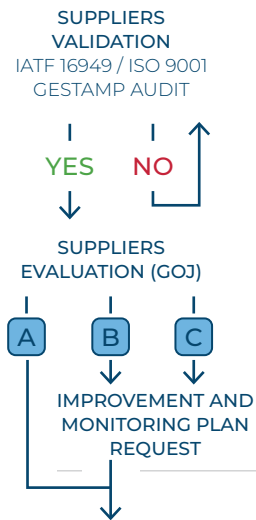 SUPPLIERS
VALIDATION
IATF 16949 / ISO 9001
GESTAMP AUDIT
YES NO
SUPPLIERS
EVALUATION (GOJ)
A B C
IMPROVEMENT AND
MONITORING PLAN
REQUEST